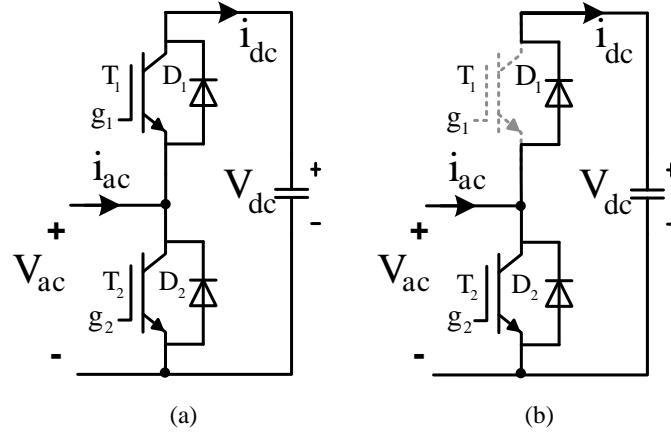 i_dc
T_1
D_1
g_1
i_ac
+
V_dc
+
-
V_ac
T_2
D_2
g_2
-
(a)
i_dc
T_1
D_1
g_1
i_ac
+
V_dc
+
-
V_ac
T_2
D_2
g_2
-
(b)